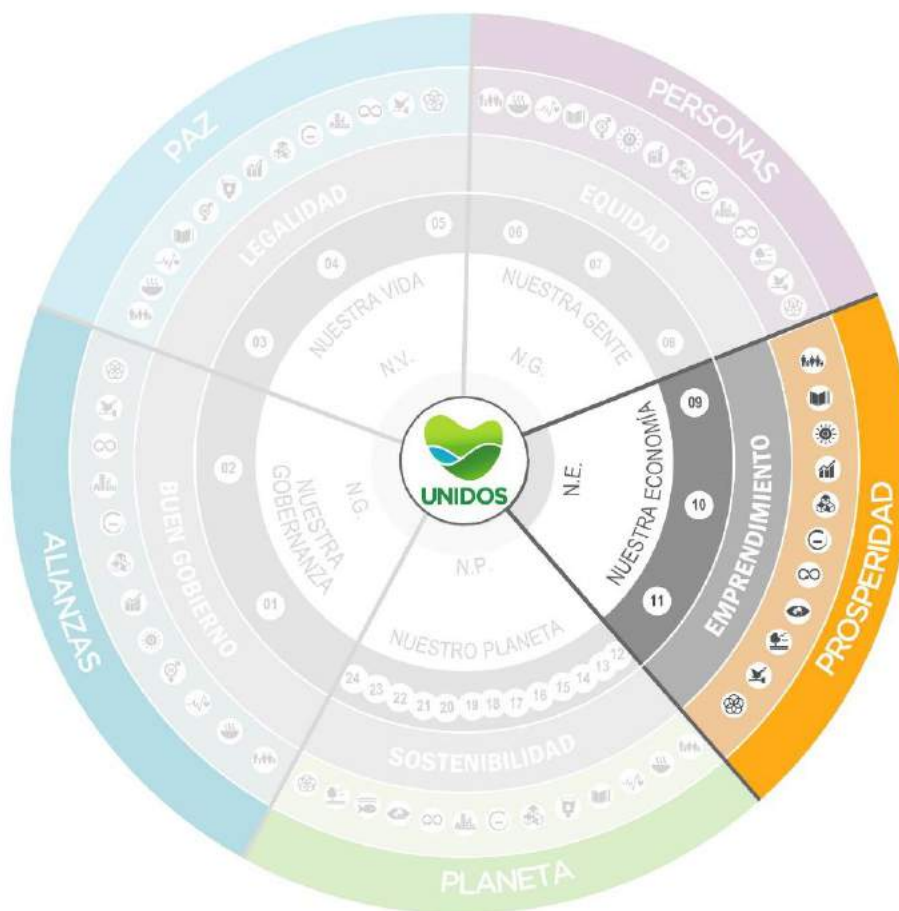 PAZ
PERSONAS
PROSPERIDAD
PLANETA
ALIANZAS
LEGALIDAD
EQUIDAD
EMPRENDIMIENTO
SOSTENIBILIDAD
BUEN GOBIERNO
01
02
03
04
05
06
07
08
09
10
11
12
13
14
15
16
17
18
19
20
21
22
23
24
NUESTRA VIDA
N.V.
NUESTRA GENTE
N.G.
NUESTRA ECONOMÍA
N.E.
NUESTRO PLANETA
N.P.
NUESTRA
GOBERNANZA
N.G.
UNIDOS